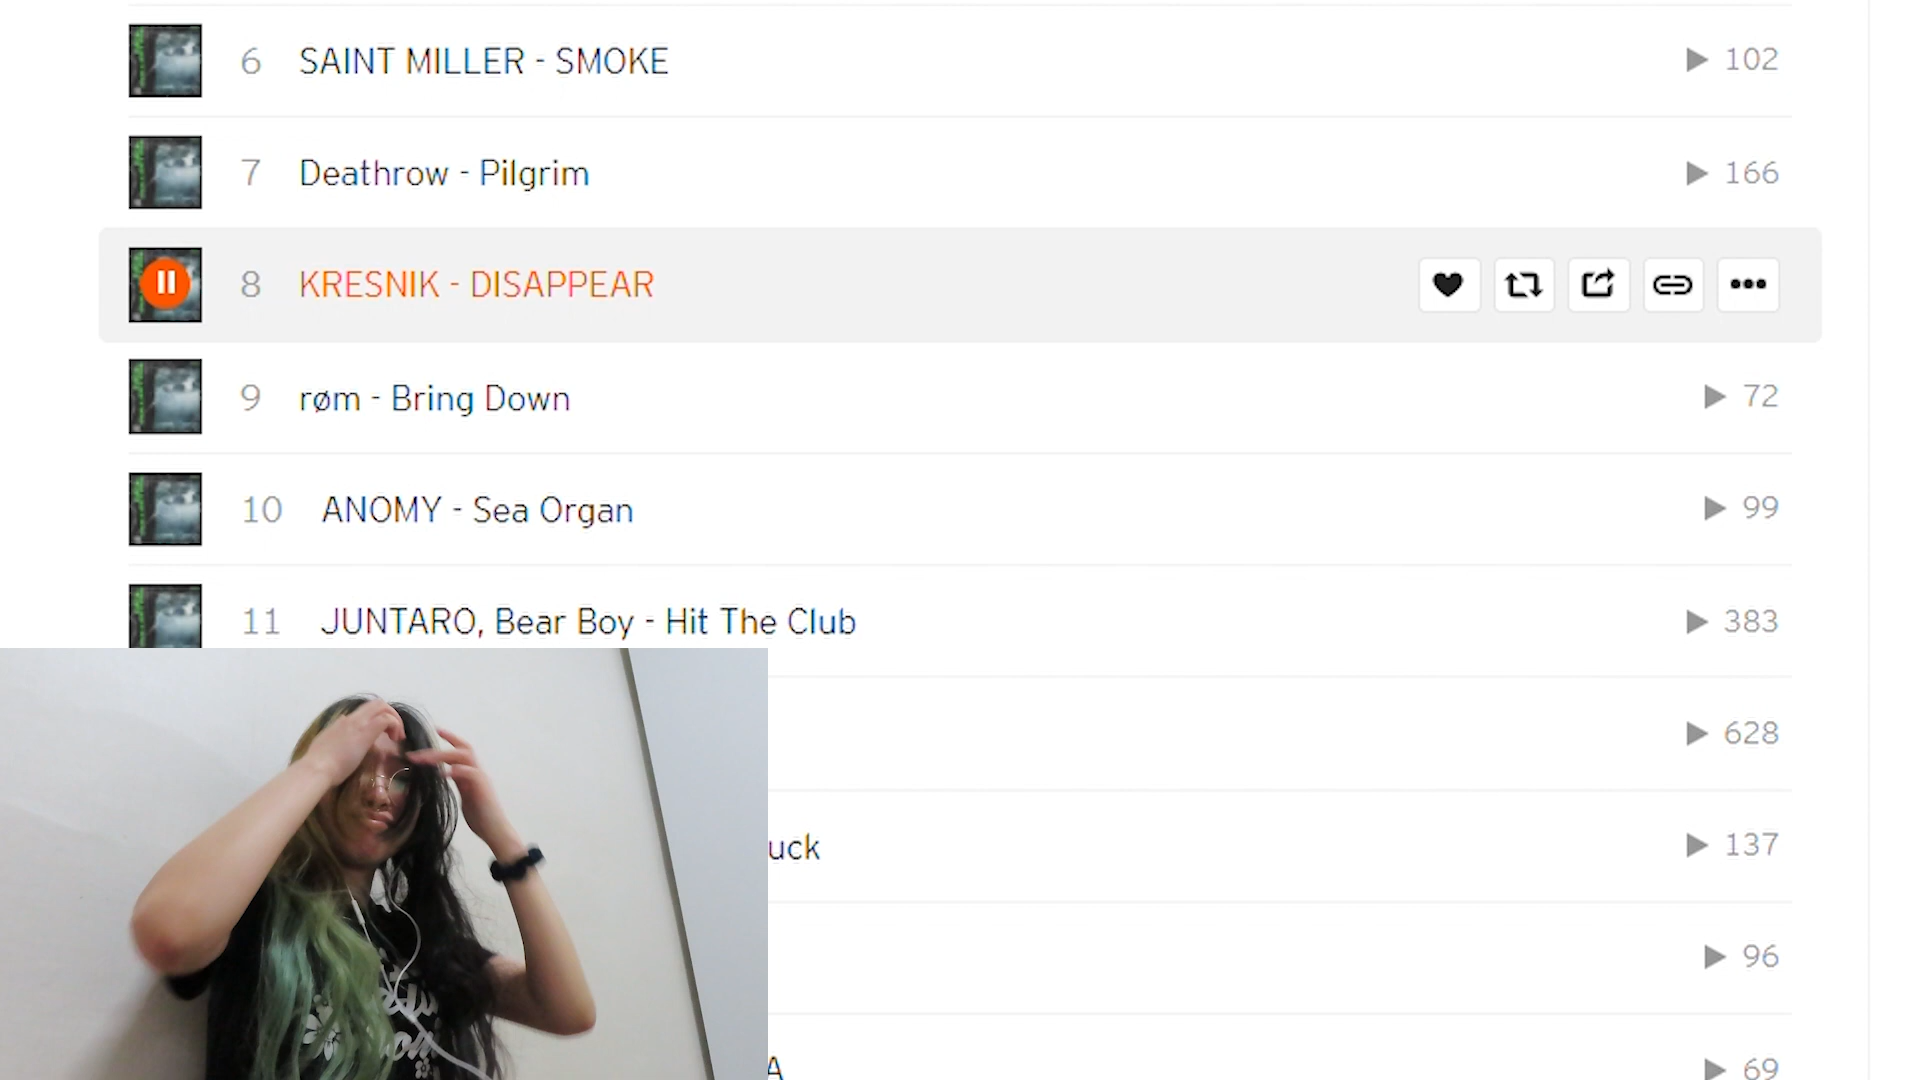 6 SAINT MILLER - SMOKE 102
7 Deathrow - Pilgrim 166
8 KRESNIK - DISAPPEAR
9 røm - Bring Down 72
10 ANOMY - Sea Organ 99
11 JUNTARO, Bear Boy - Hit The Club 383
628
uck 137
96
A 69